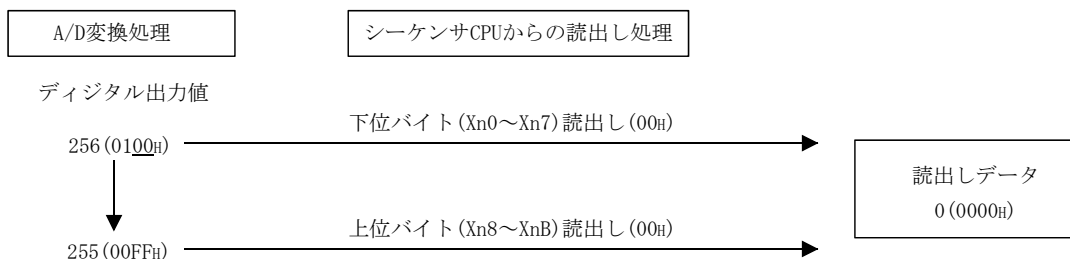 A/D変換処理
シーケンサCPUからの読出し処理
ディジタル出力値
下位バイト(Xn0～Xn7)読出し(00H)
256(0100H)
読出しデータ
0(0000H)
上位バイト(Xn8～XnB)読出し(00H)
255(00FFH)